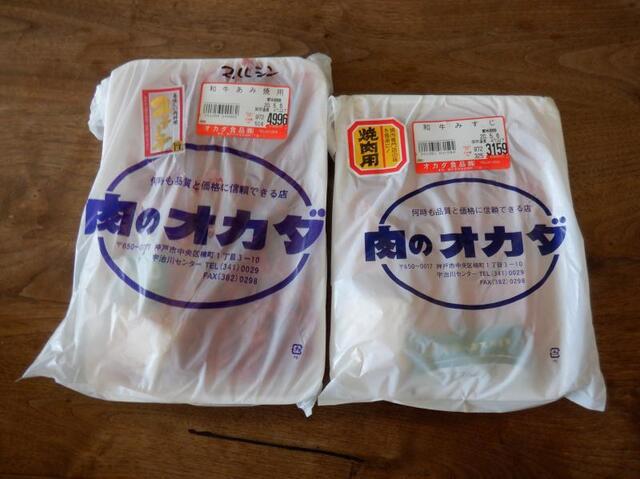 マルシン
和牛あみ焼用
20.5.6
4996
オカダ食品㈱
何時も品質と価格に信頼できる店
肉のオカダ
〒650-0017 神戸市中央区楠町1丁目3-10
宇治川センター TEL(341)0029
FAX(382)0298
焼肉用
和牛みすじ
20.5.6
3159
オカダ食品㈱
何時も品質と価格に信頼できる店
肉のオカダ
〒650-0017 神戸市中央区楠町1丁目3-10
宇治川センター TEL(341)0029
FAX(382)0298